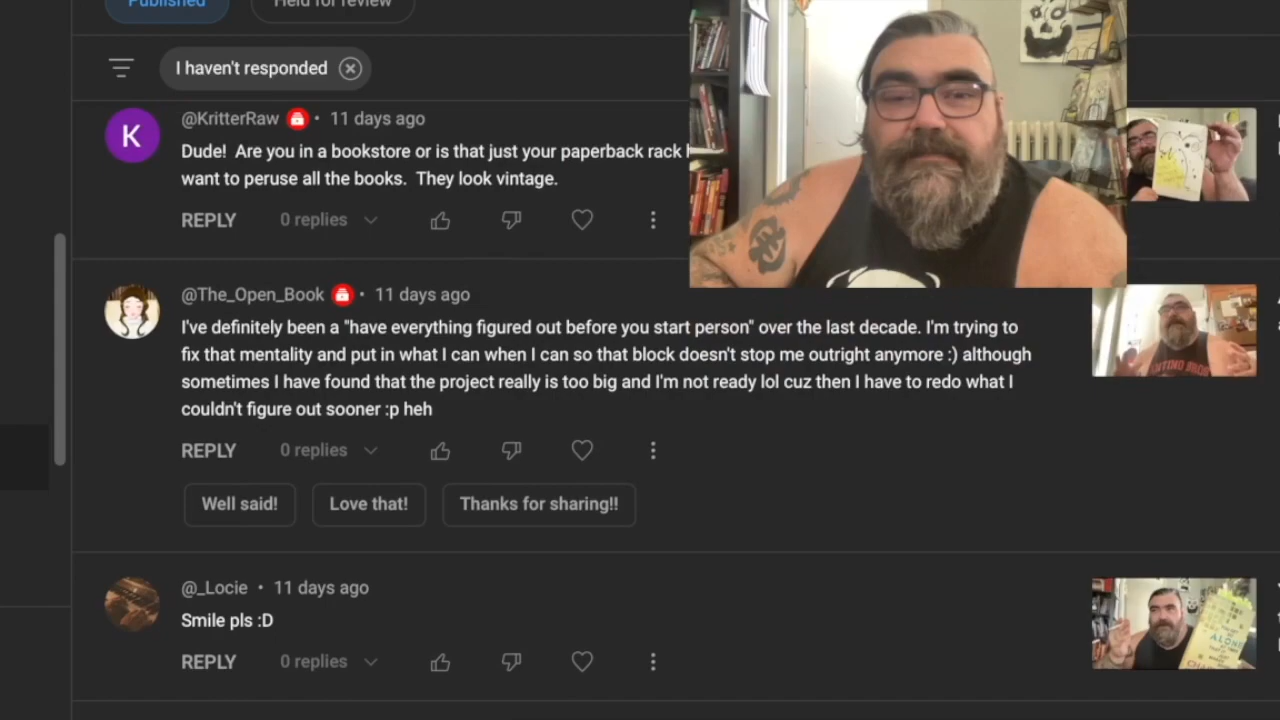 Published
Held for review
I haven't responded
@KritterRaw • 11 days ago
K
Dude! Are you in a bookstore or is that just your paperback rack
want to peruse all the books. They look vintage.
REPLY 0 replies
@The_Open_Book • 11 days ago
I've definitely been a "have everything figured out before you start person" over the last decade. I'm trying to
fix that mentality and put in what I can when I can so that block doesn't stop me outright anymore :) although
sometimes I have found that the project really is too big and I'm not ready lol cuz then I have to redo what I
couldn't figure out sooner :p heh
REPLY 0 replies
Well said! Love that! Thanks for sharing!!
@_Locie • 11 days ago
Smile pls :D
REPLY 0 replies
ALONE